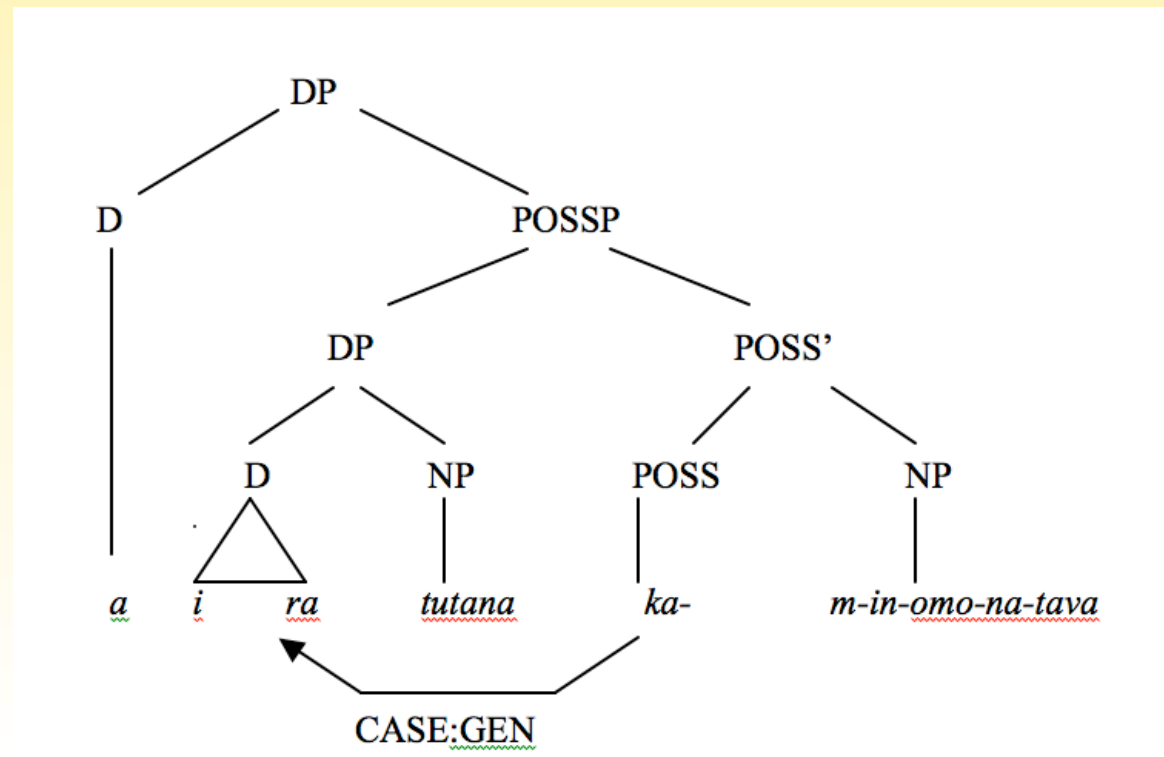 DP
D POSSP
DP POSS’
D NP POSS NP
a i ra tutana ka- m-in-omo-na-tava
CASE:GEN